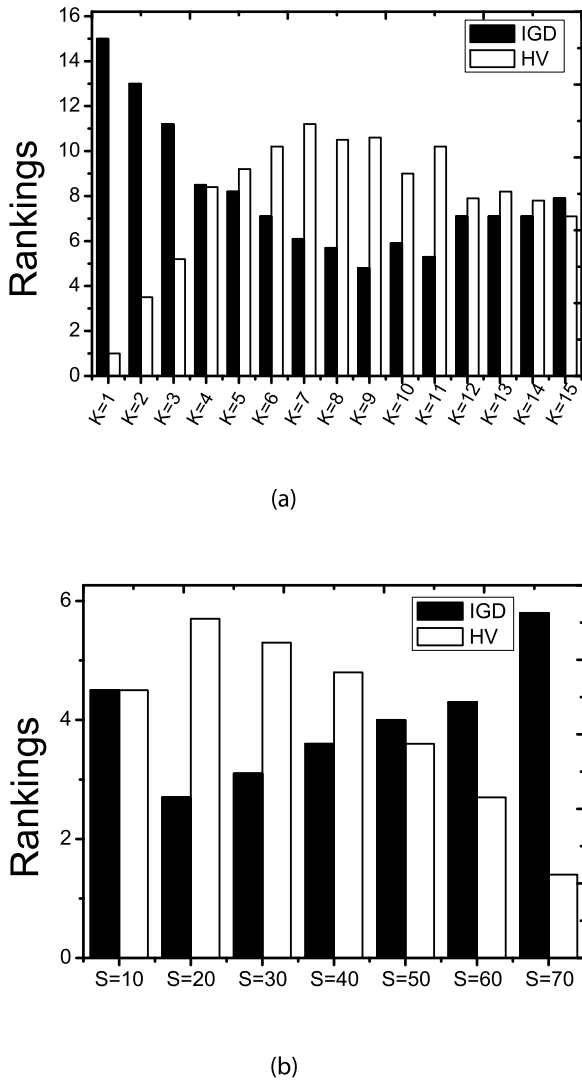 16
14
12
10
8
6
4
2
0
Rankings
IGD
HV
K=1 K=2 K=3 K=4 K=5 K=6 K=7 K=8 K=9 K=10 K=11 K=12 K=13 K=14 K=15
(a)
6
4
2
0
Rankings
IGD
HV
S=10 S=20 S=30 S=40 S=50 S=60 S=70
(b)